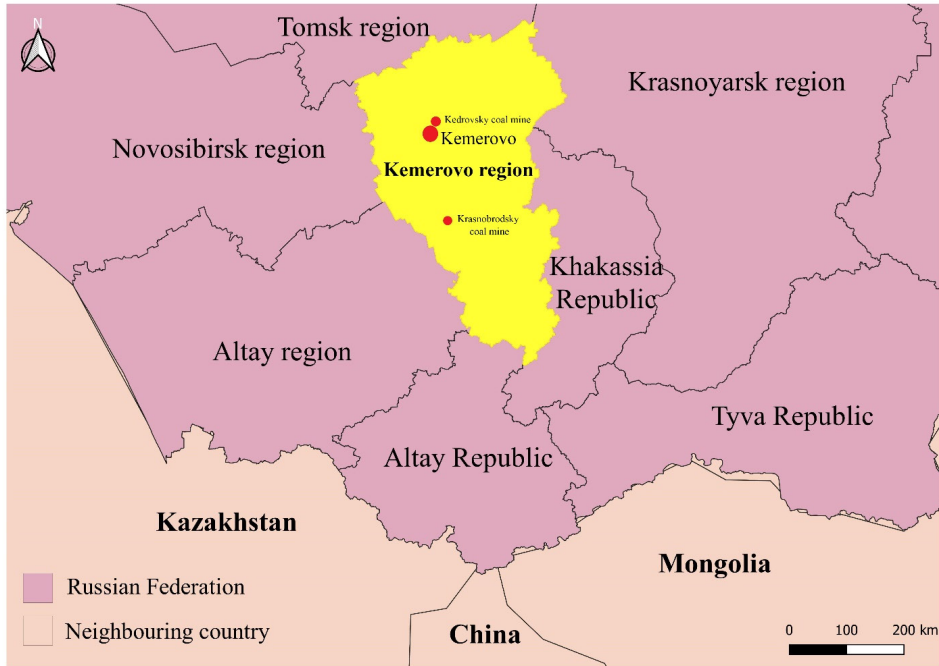 N
Tomsk region
Krasnoyarsk region
Kedrovsky coal mine
Kemerovo
Novosibirsk region
Kemerovo region
Krasnobrodsky
coal mine
Khakassia
Republic
Altay region
Tyva Republic
Altay Republic
Kazakhstan
Mongolia
Russian Federation
Neighbouring country
China
0 100 200 km